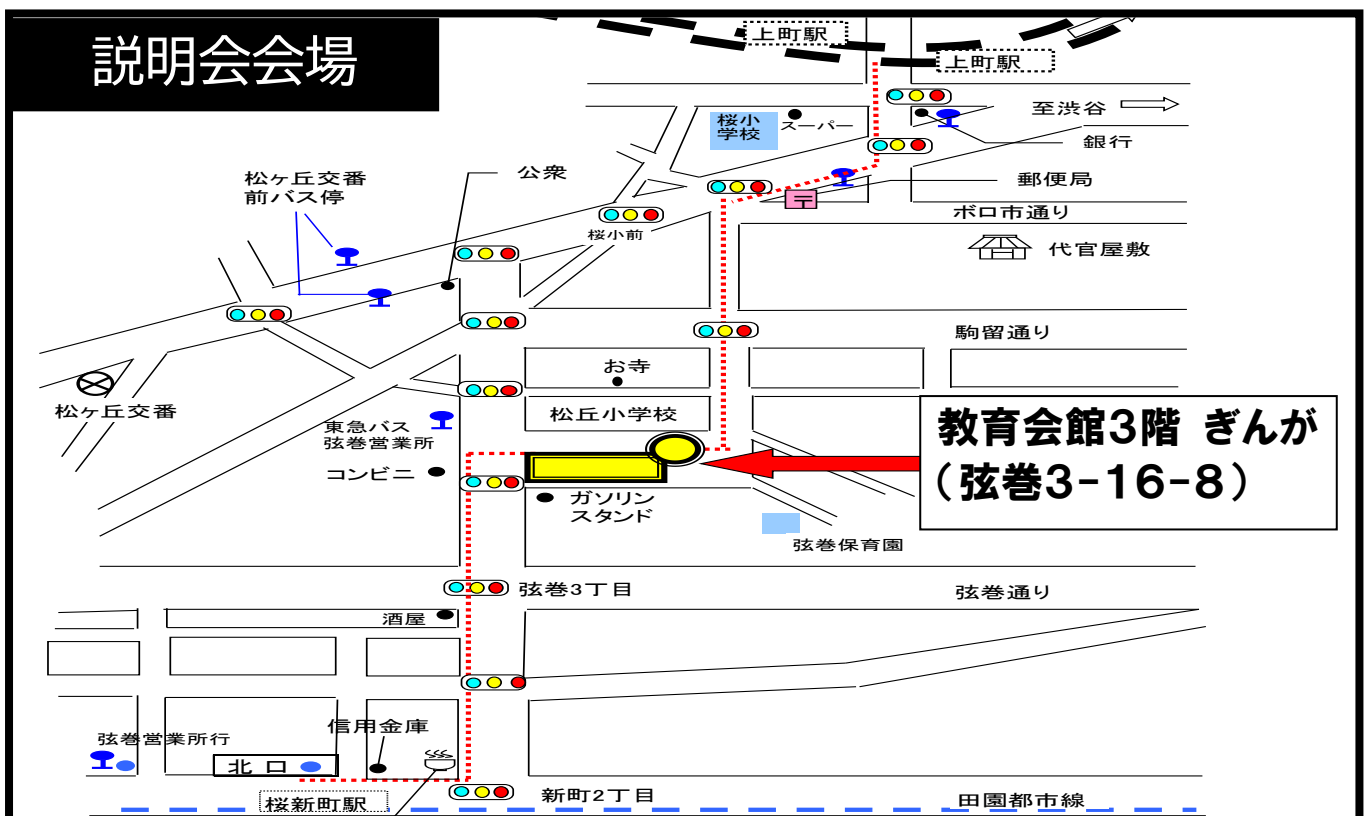 説明会会場
上町駅
上町駅
至渋谷
銀行
桜小
学校
スーパー
公衆
松ヶ丘交番
前バス停
郵便局
〒
ボロ市通り
桜小前
代官屋敷
駒留通り
お寺
松ヶ丘交番
松丘小学校
東急バス
弦巻営業所
コンビニ
教育会館3階 ぎんが
(弦巻3-16-8)
ガソリン
スタンド
弦巻保育園
弦巻3丁目
弦巻通り
酒屋
信用金庫
弦巻営業所行
北口
新町2丁目
桜新町駅
田園都市線